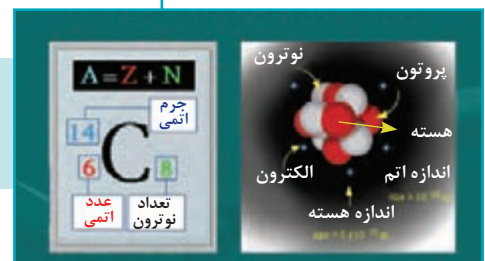 A=Z+N
جرم
اتمی
14
6
C
8
عدد
اتمی
تعداد
نوترون
نوترون
پروتون
هسته
الکترون
اندازه اتم
اندازه هسته